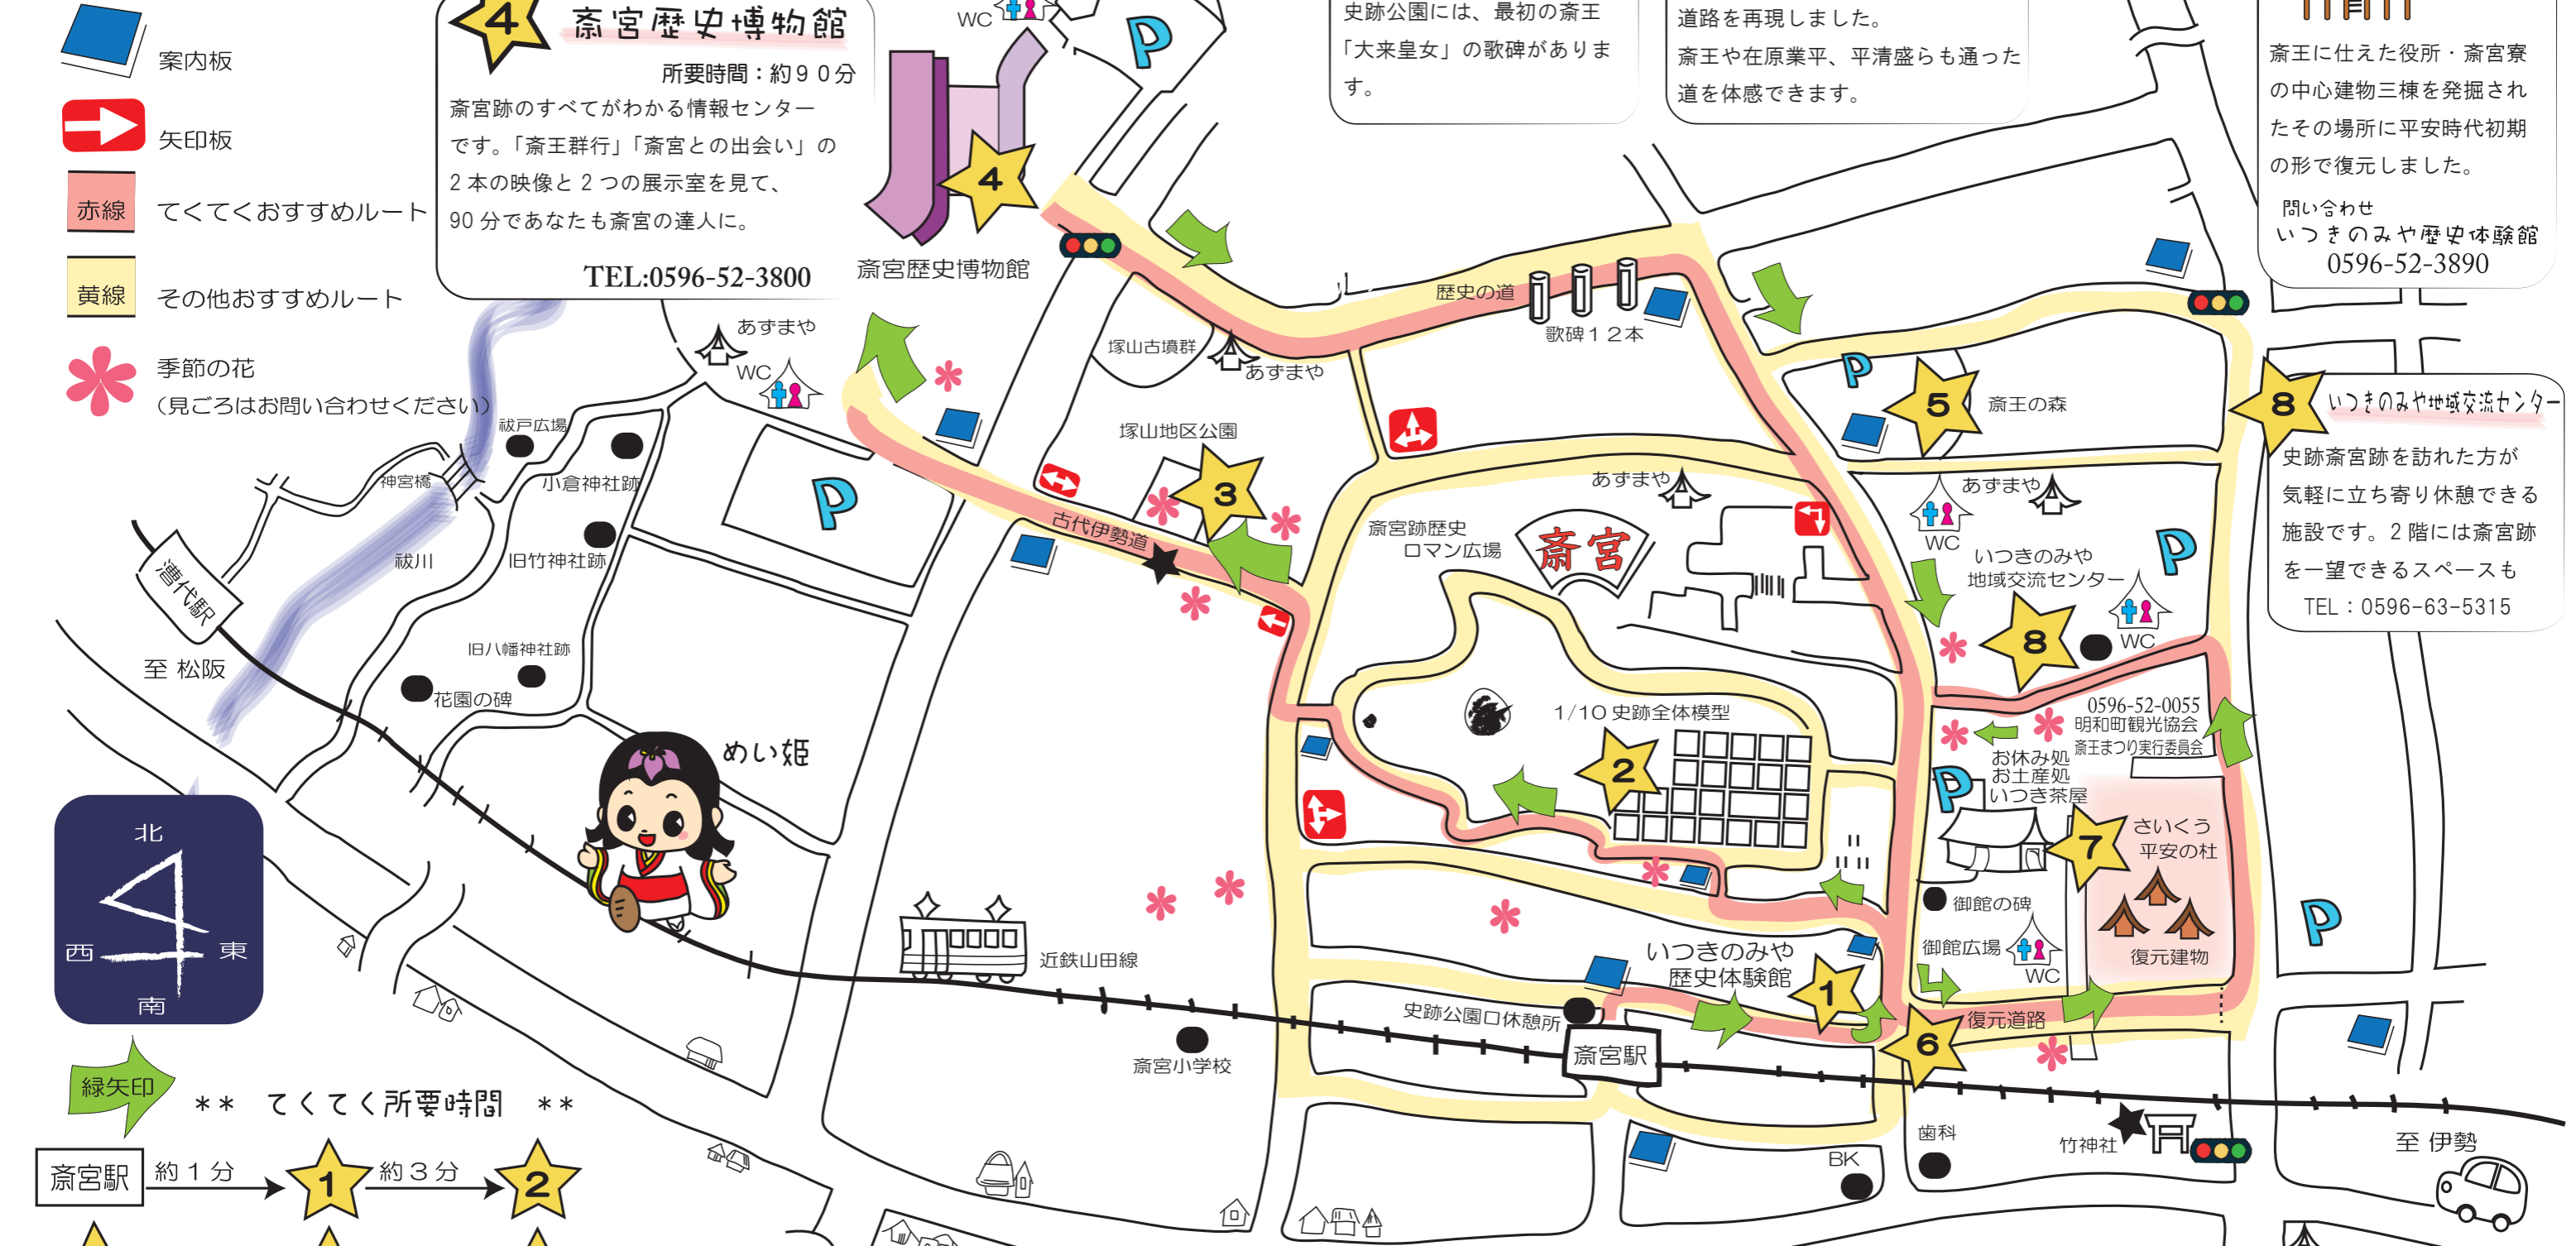 案内板
矢印板
赤線 てくてくおすすめルート
黄線 その他おすすめルート
季節の花
（見ごろはお問い合わせください）
4 斎宮歴史博物館
所要時間：約９０分
斎宮跡のすべてがわかる情報センター
です。「斎王群行」「斎宮との出会い」の
2 本の映像と 2 つの展示室を見て、
90 分であなたも斎宮の達人に。
TEL:0596-52-3800
WC
P
史跡公園には、最初の斎王
「大来皇女」の歌碑がありま
す。
道路を再現しました。
斎王や在原業平、平清盛らも通った
道を体感できます。
斎王に仕えた役所・斎宮寮
の中心建物三棟を発掘され
たその場所に平安時代初期
の形で復元しました。
問い合わせ
いつきのみや歴史体験館
0596-52-3890
4
斎宮歴史博物館
歴史の道
歌碑１２本
あずまや
WC
塚山古墳群
あずまや
P
5 斎王の森
8 いつきのみや地域交流センター
史跡斎宮跡を訪れた方が
気軽に立ち寄り休憩できる
施設です。2 階には斎宮跡
を一望できるスペースも
TEL：0596-63-5315
祓戸広場
神宮橋
小倉神社跡
P
塚山地区公園
3
古代伊勢道
斎宮跡歴史
ロマン広場
斎宮
あずまや
あずまや
WC
P
いつきのみや
地域交流センター
8
WC
祓川
旧竹神社跡
漕代駅
至 松阪
旧八幡神社跡
花園の碑
めい姫
1/10 史跡全体模型
2
0596-52-0055
明和町観光協会
斎王まつり実行委員会
お休み処
お土産処
いつき茶屋
P
7 さいくう
平安の杜
復元建物
御館の碑
御館広場
WC
P
北
西
東
南
近鉄山田線
いつきのみや
歴史体験館
1
史跡公園口休憩所
斎宮駅
6
復元道路
斎宮小学校
歯科
BK
竹神社
至 伊勢
緑矢印
** てくてく所要時間 **
斎宮駅 約１分 1 約３分 2